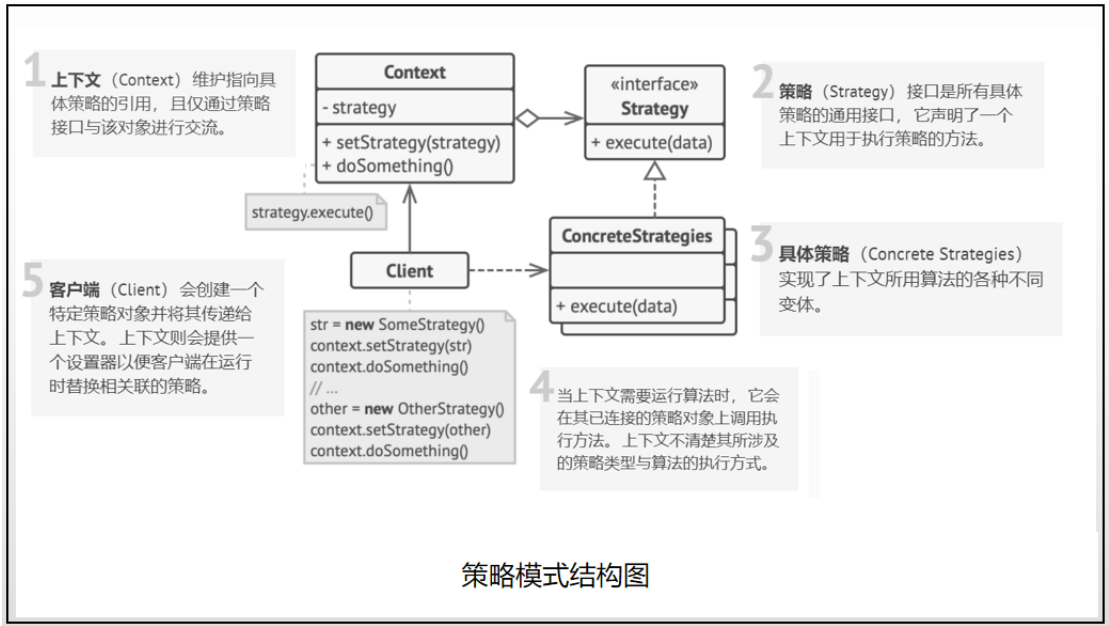 1
上下文（Context）维护指向具
体策略的引用，且仅通过策略
接口与该对象进行交流。
Context
- strategy
+ setStrategy(strategy)
+ doSomething()
strategy.execute()
«interface»
Strategy
+ execute(data)
2
策略（Strategy）接口是所有具体
策略的通用接口，它声明了一个
上下文用于执行策略的方法。
ConcreteStrategies
+ execute(data)
3
具体策略（Concrete Strategies）
实现了上下文所用算法的各种不同
变体。
Client
5
客户端（Client）会创建一个
特定策略对象并将其传递给
上下文。上下文则会提供一
个设置器以便客户端在运行
时替换相关联的策略。
str = new SomeStrategy()
context.setStrategy(str)
context.doSomething()
// ...
other = new OtherStrategy()
context.setStrategy(other)
context.doSomething()
4
当上下文需要运行算法时，它会
在其已连接的策略对象上调用执
行方法。上下文不清楚其所涉及
的策略类型与算法的执行方式。
策略模式结构图